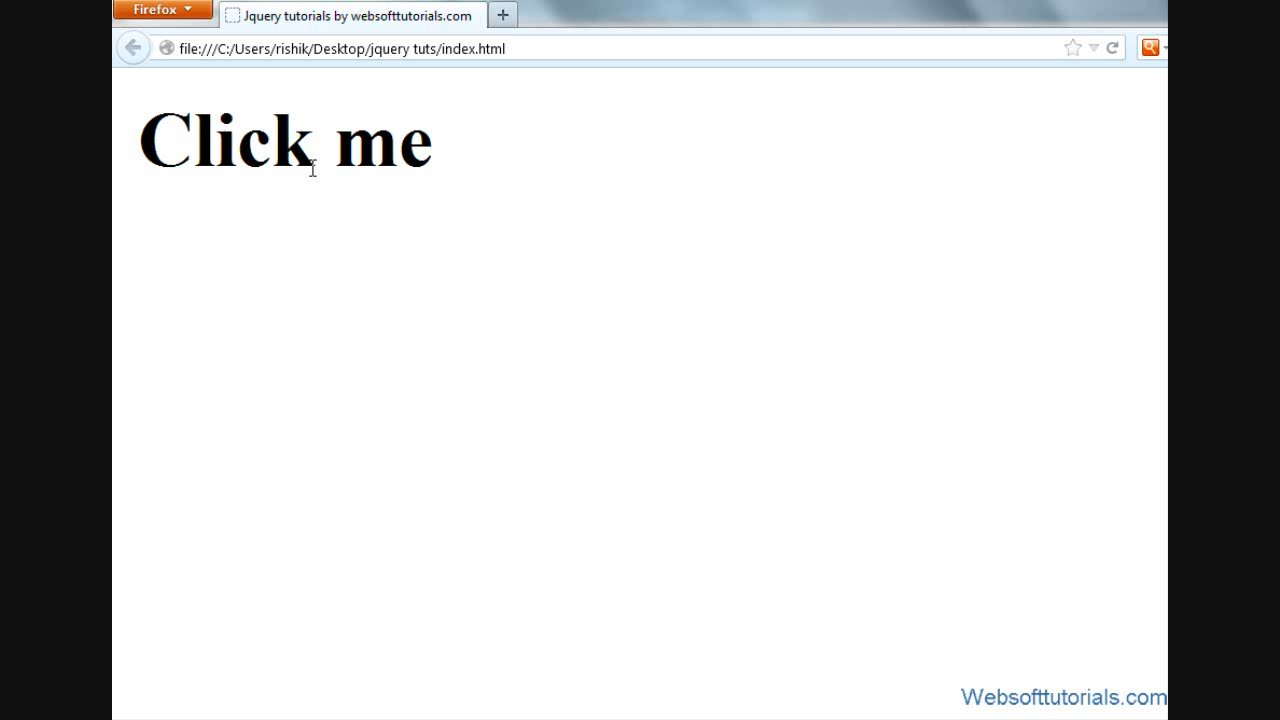 Firefox
Jquery tutorials by websofttutorials.com
file:///C:/Users/rishik/Desktop/jquery tuts/index.html
Click me
Websofttutorials.com